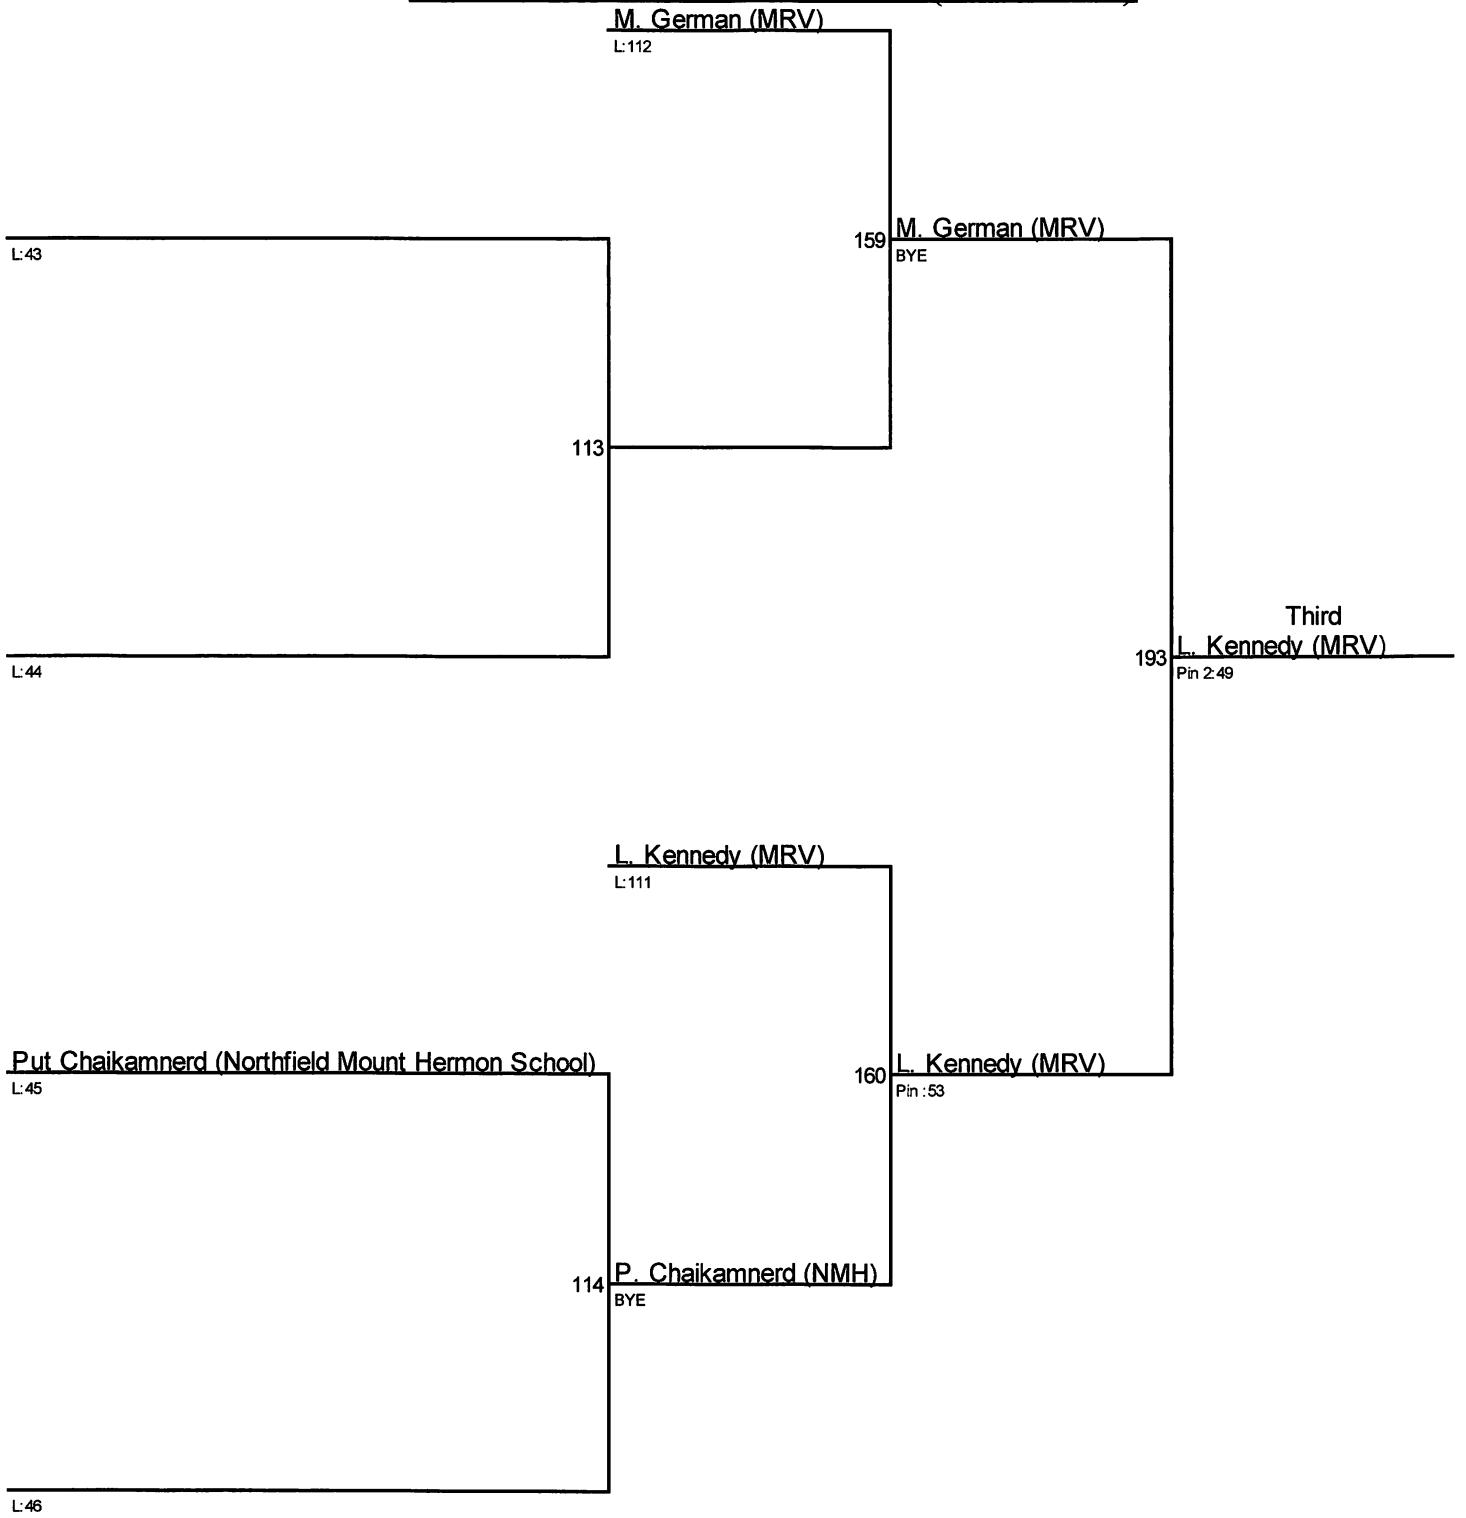 M. German (MRV)
L:112
L:43
159
M. German (MRV)
BYE
113
L:44
Third
193
L. Kennedy (MRV)
Pin 2:49
L. Kennedy (MRV)
L:111
Put Chaikamnerd (Northfield Mount Hermon School)
L:45
160
L. Kennedy (MRV)
Pin :53
114
P. Chaikamnerd (NMH)
BYE
L:46